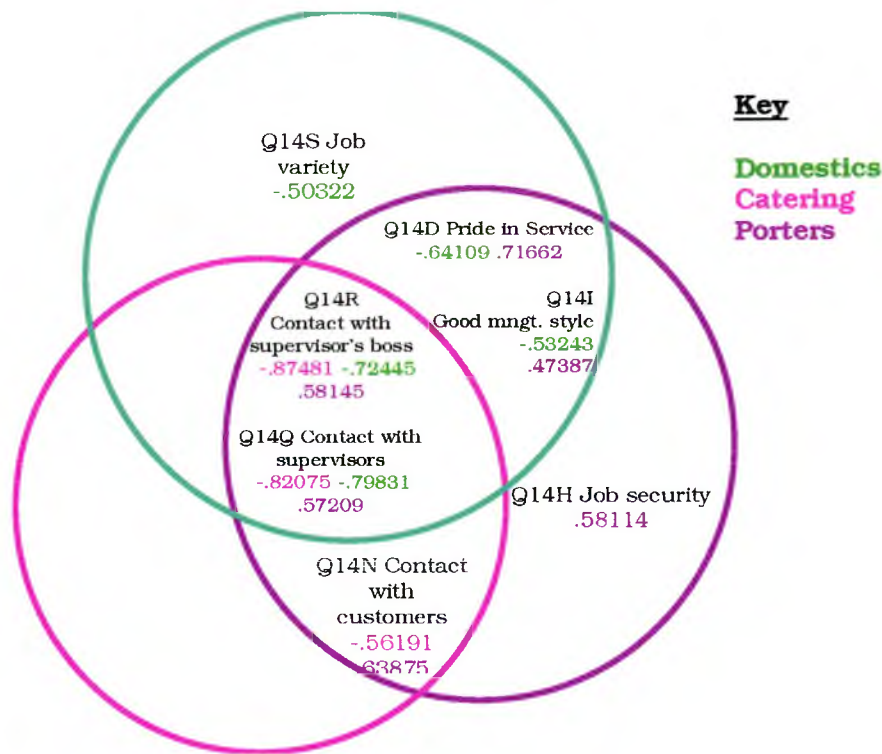 Key
Domestics
Catering
Porters
Q14S Job
variety
-.50322
Q14D Pride in Service
-.64109 .71662
Q14I
Good mngt. style
-.53243
.47387
Q14R
Contact with
supervisor's boss
-.87481 -.72445
.58145
Q14Q Contact with
supervisors
-.82075 -.79831
.57209
Q14H Job security
.58114
Q14N Contact
with
customers
-.56191
.63875